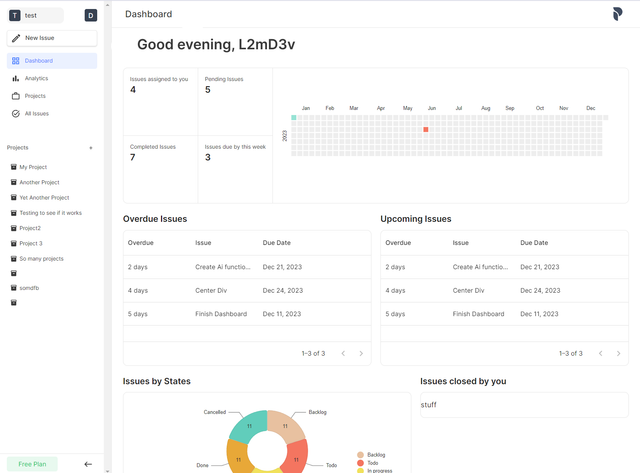 T test D
New Issue
Dashboard
Analytics
Projects
All Issues
Projects +
My Project
Another Project
Yet Another Project
Testing to see if it works
Project2
Project 3
So many projects
somdfb
Free Plan
Dashboard
Good evening, L2mD3v
Issues assigned to you
4
Pending Issues
5
Completed Issues
7
Issues due by this week
3
Jan Feb Mar Apr May Jun Jul Aug Sep Oct Nov Dec
2023
Overdue Issues
Overdue Issue Due Date
2 days Create AI functio... Dec 21, 2023
4 days Center Div Dec 24, 2023
5 days Finish Dashboard Dec 11, 2023
1–3 of 3
Upcoming Issues
Overdue Issue Due Date
2 days Create AI functio... Dec 21, 2023
4 days Center Div Dec 24, 2023
5 days Finish Dashboard Dec 11, 2023
1–3 of 3
Issues by States
Cancelled
Backlog
11 11
11 11
Done
Todo
Backlog
Todo
In progress
Issues closed by you
stuff